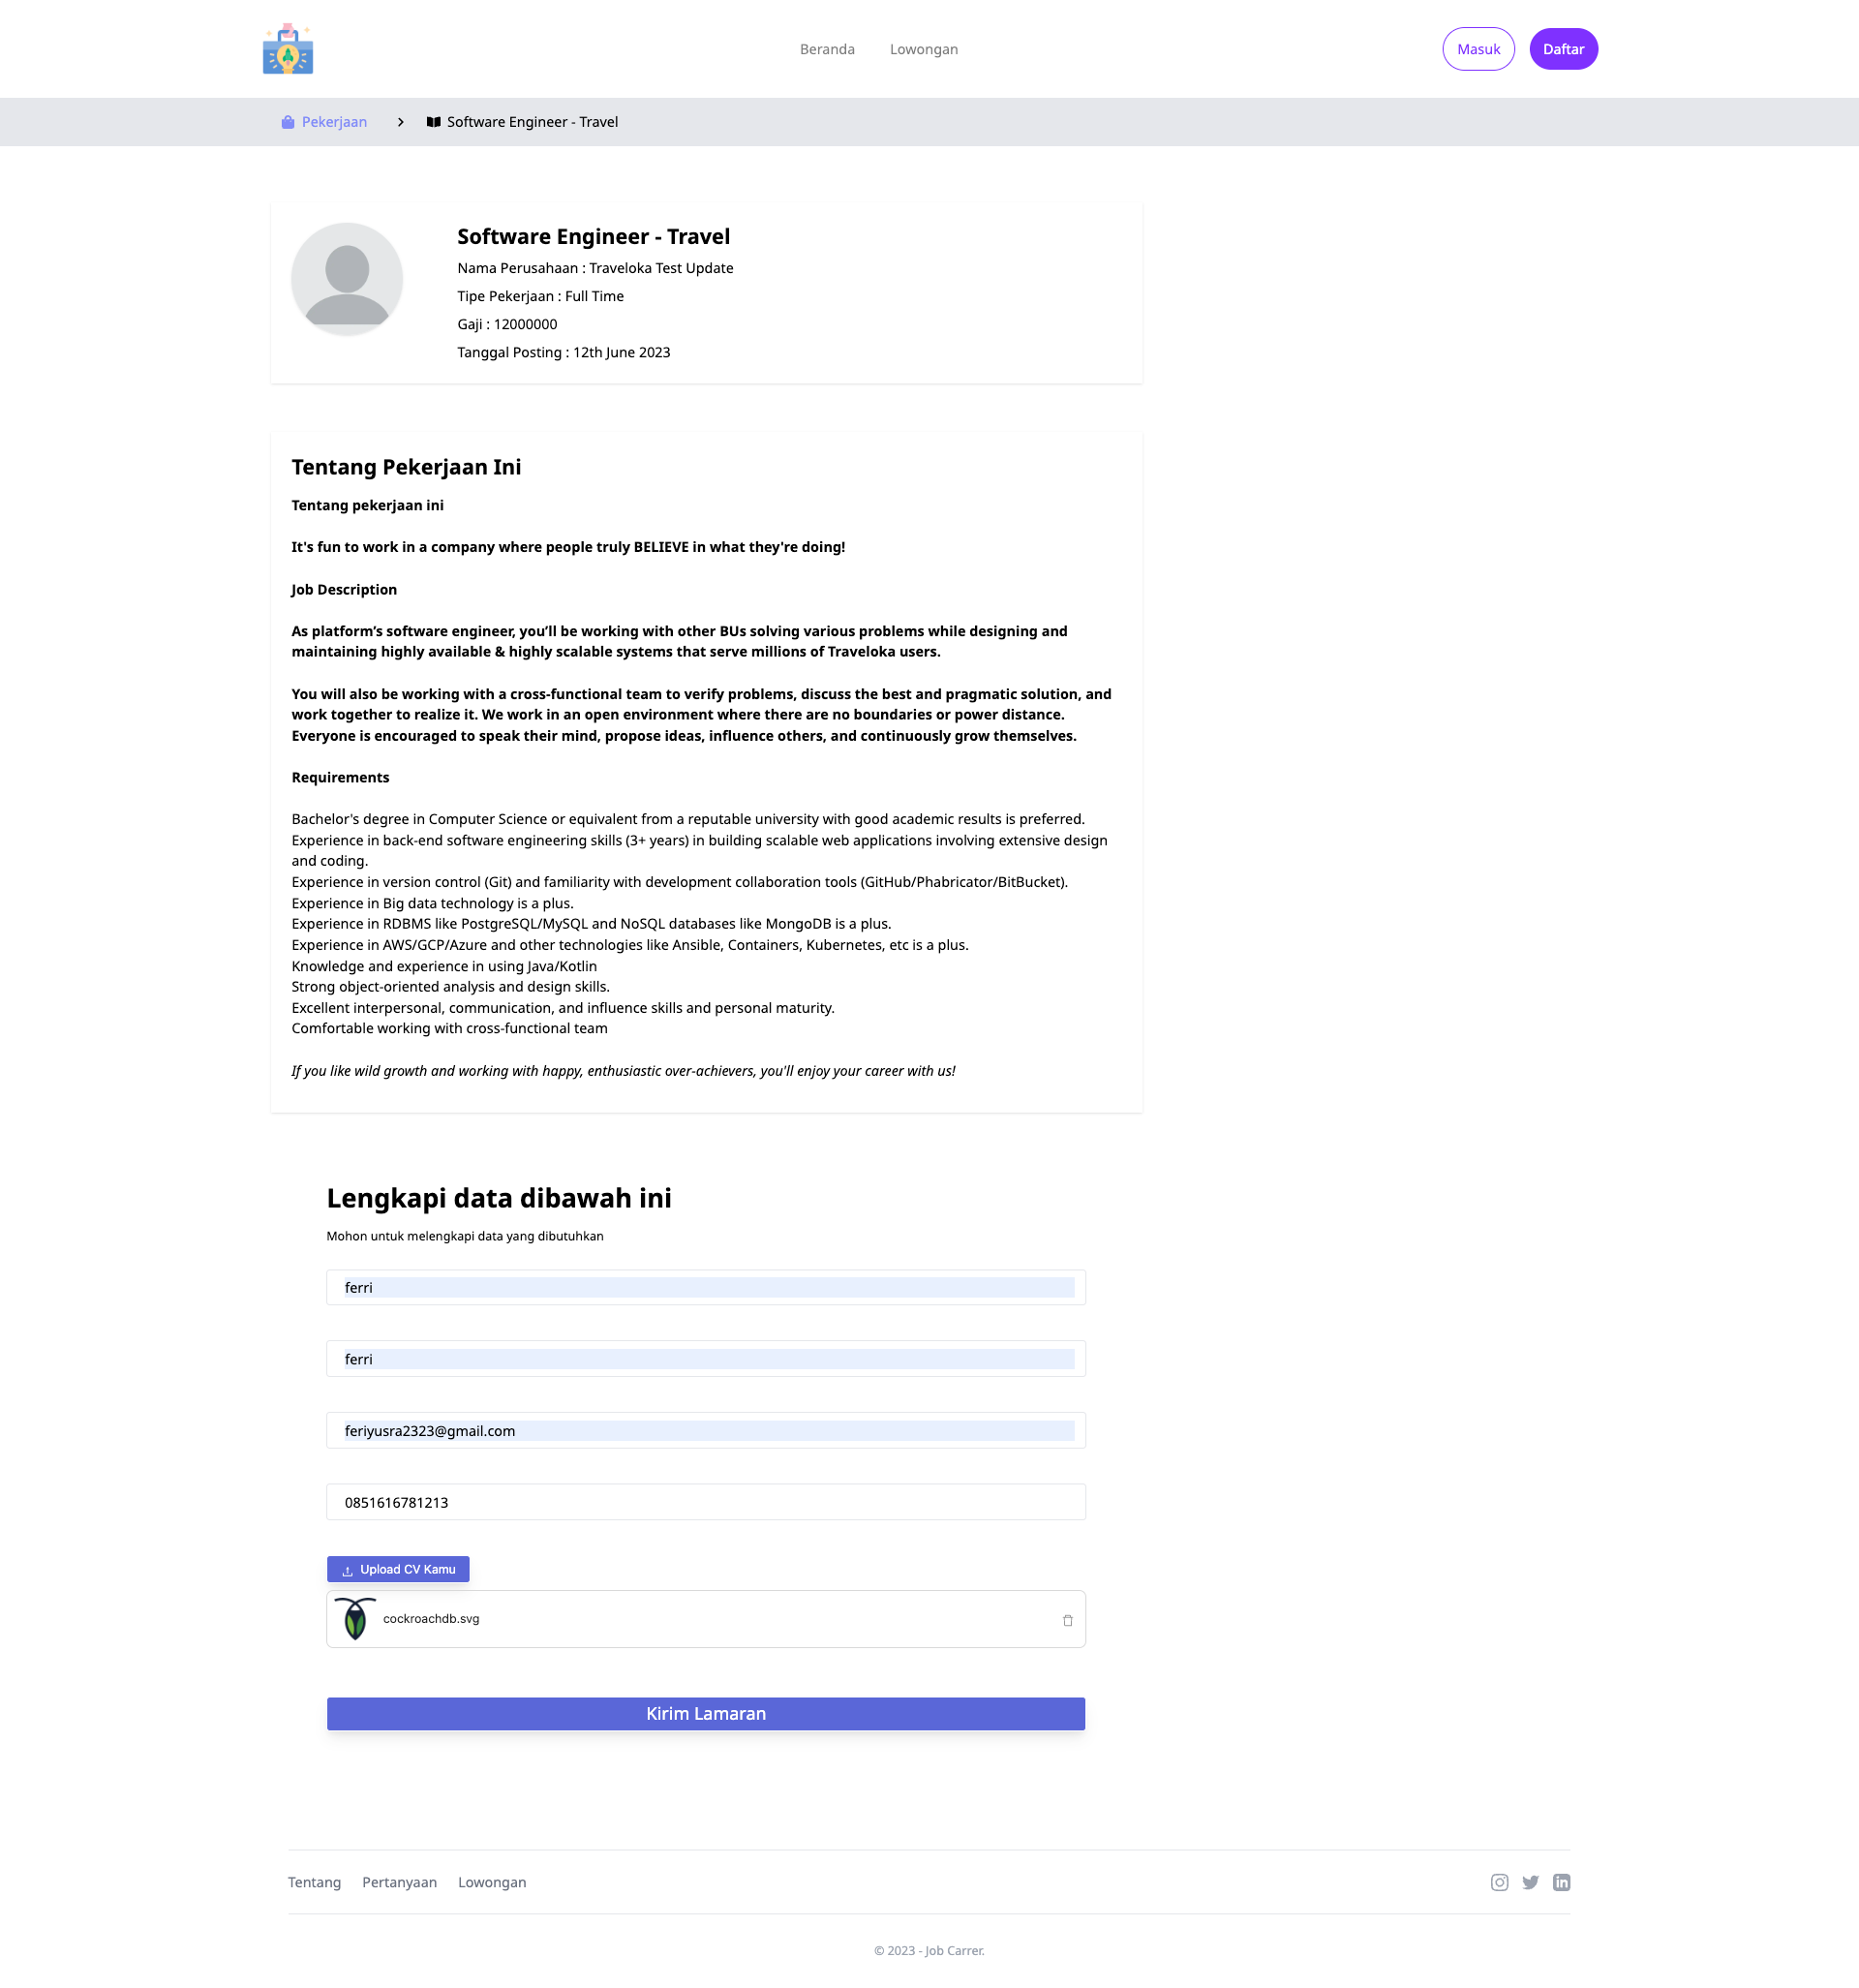 Beranda
Lowongan
Masuk
Daftar
Pekerjaan
Software Engineer - Travel
Software Engineer - Travel
Nama Perusahaan : Traveloka Test Update
Tipe Pekerjaan : Full Time
Gaji : 12000000
Tanggal Posting : 12th June 2023
Tentang Pekerjaan Ini
Tentang pekerjaan ini
It's fun to work in a company where people truly BELIEVE in what they're doing!
Job Description
As platform’s software engineer, you’ll be working with other BUs solving various problems while designing and
maintaining highly available & highly scalable systems that serve millions of Traveloka users.
You will also be working with a cross-functional team to verify problems, discuss the best and pragmatic solution, and
work together to realize it. We work in an open environment where there are no boundaries or power distance.
Everyone is encouraged to speak their mind, propose ideas, influence others, and continuously grow themselves.
Requirements
Bachelor's degree in Computer Science or equivalent from a reputable university with good academic results is preferred.
Experience in back-end software engineering skills (3+ years) in building scalable web applications involving extensive design
and coding.
Experience in version control (Git) and familiarity with development collaboration tools (GitHub/Phabricator/BitBucket).
Experience in Big data technology is a plus.
Experience in RDBMS like PostgreSQL/MySQL and NoSQL databases like MongoDB is a plus.
Experience in AWS/GCP/Azure and other technologies like Ansible, Containers, Kubernetes, etc is a plus.
Knowledge and experience in using Java/Kotlin
Strong object-oriented analysis and design skills.
Excellent interpersonal, communication, and influence skills and personal maturity.
Comfortable working with cross-functional team
If you like wild growth and working with happy, enthusiastic over-achievers, you'll enjoy your career with us!
Lengkapi data dibawah ini
Mohon untuk melengkapi data yang dibutuhkan
ferri
ferri
feriyusra2323@gmail.com
0851616781213
Upload CV Kamu
cockroachdb.svg
Kirim Lamaran
Tentang
Pertanyaan
Lowongan
© 2023 - Job Carrer.